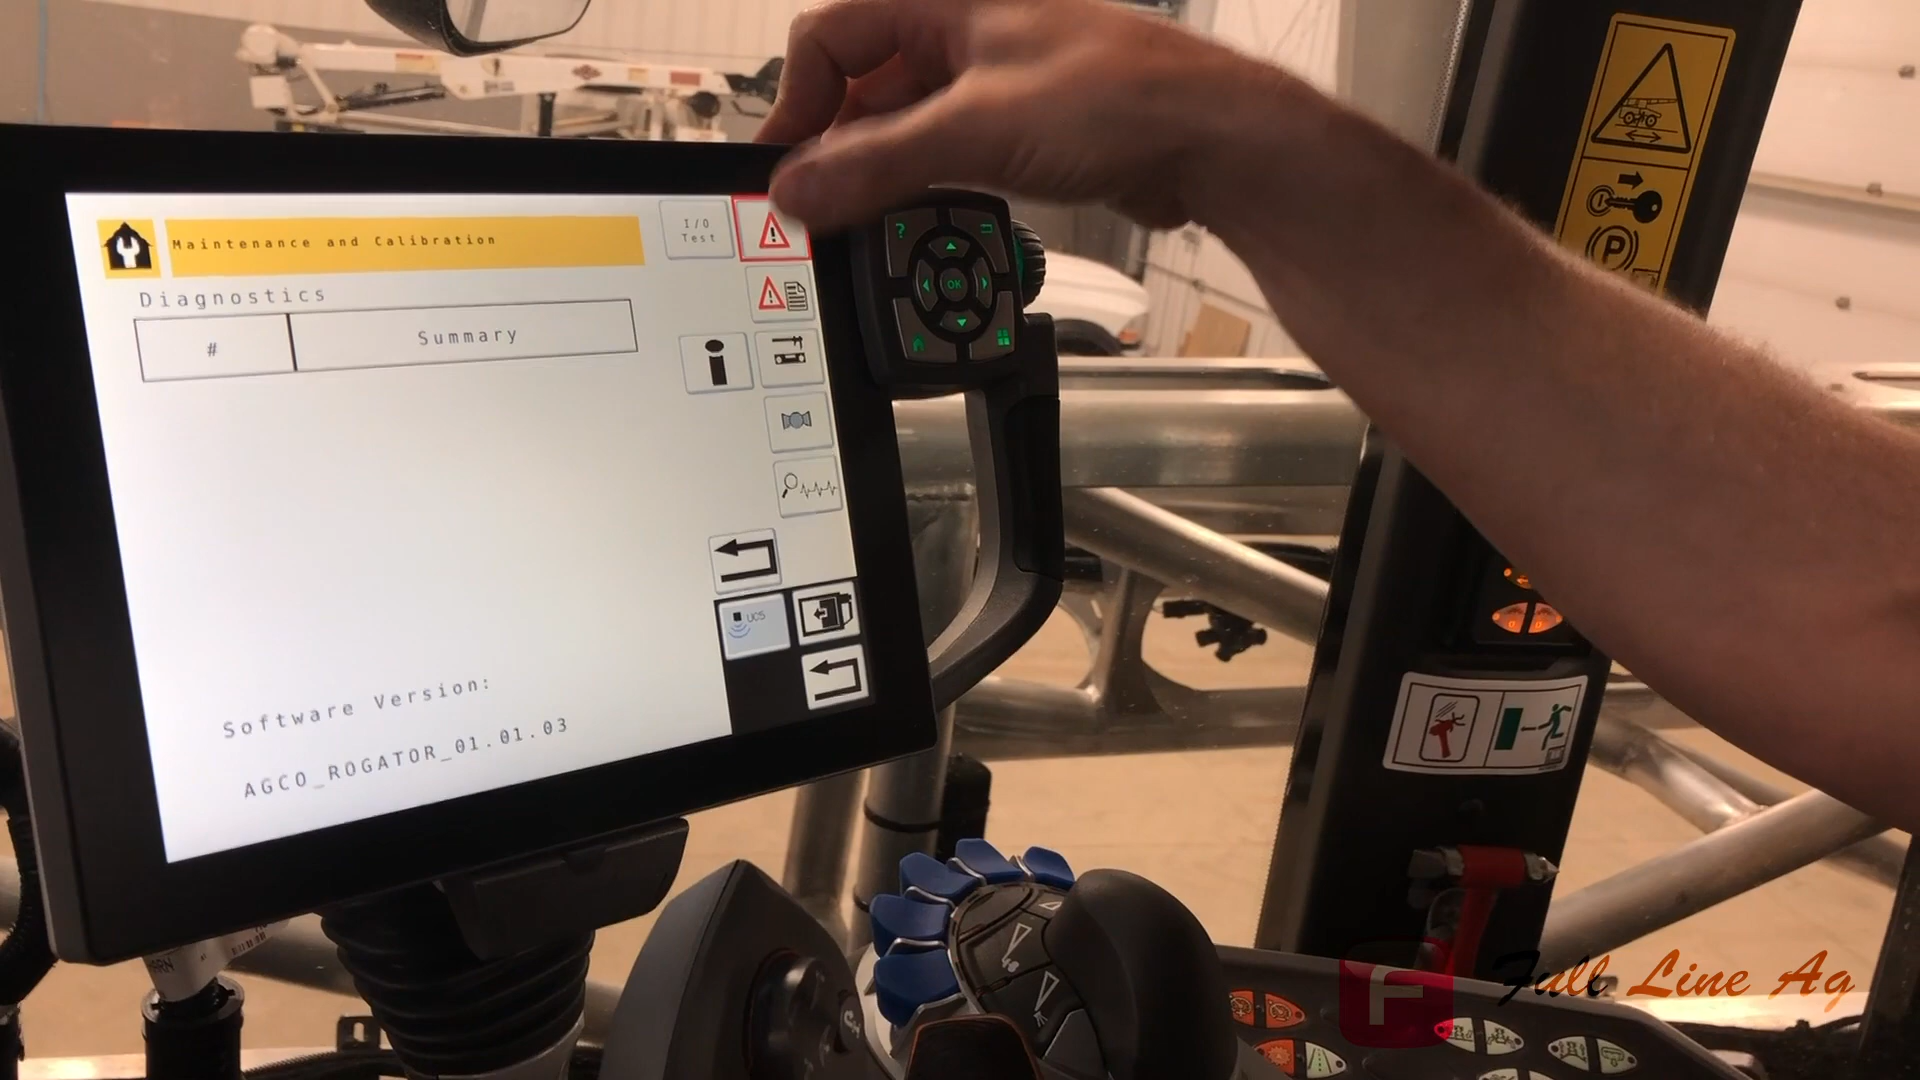 Maintenance and Calibration
I/O
Test
Diagnostics
#
Summary
UCS
Software Version:
AGCO_ROGATOR_01.01.03
?
OK
P
F
Full Line Ag